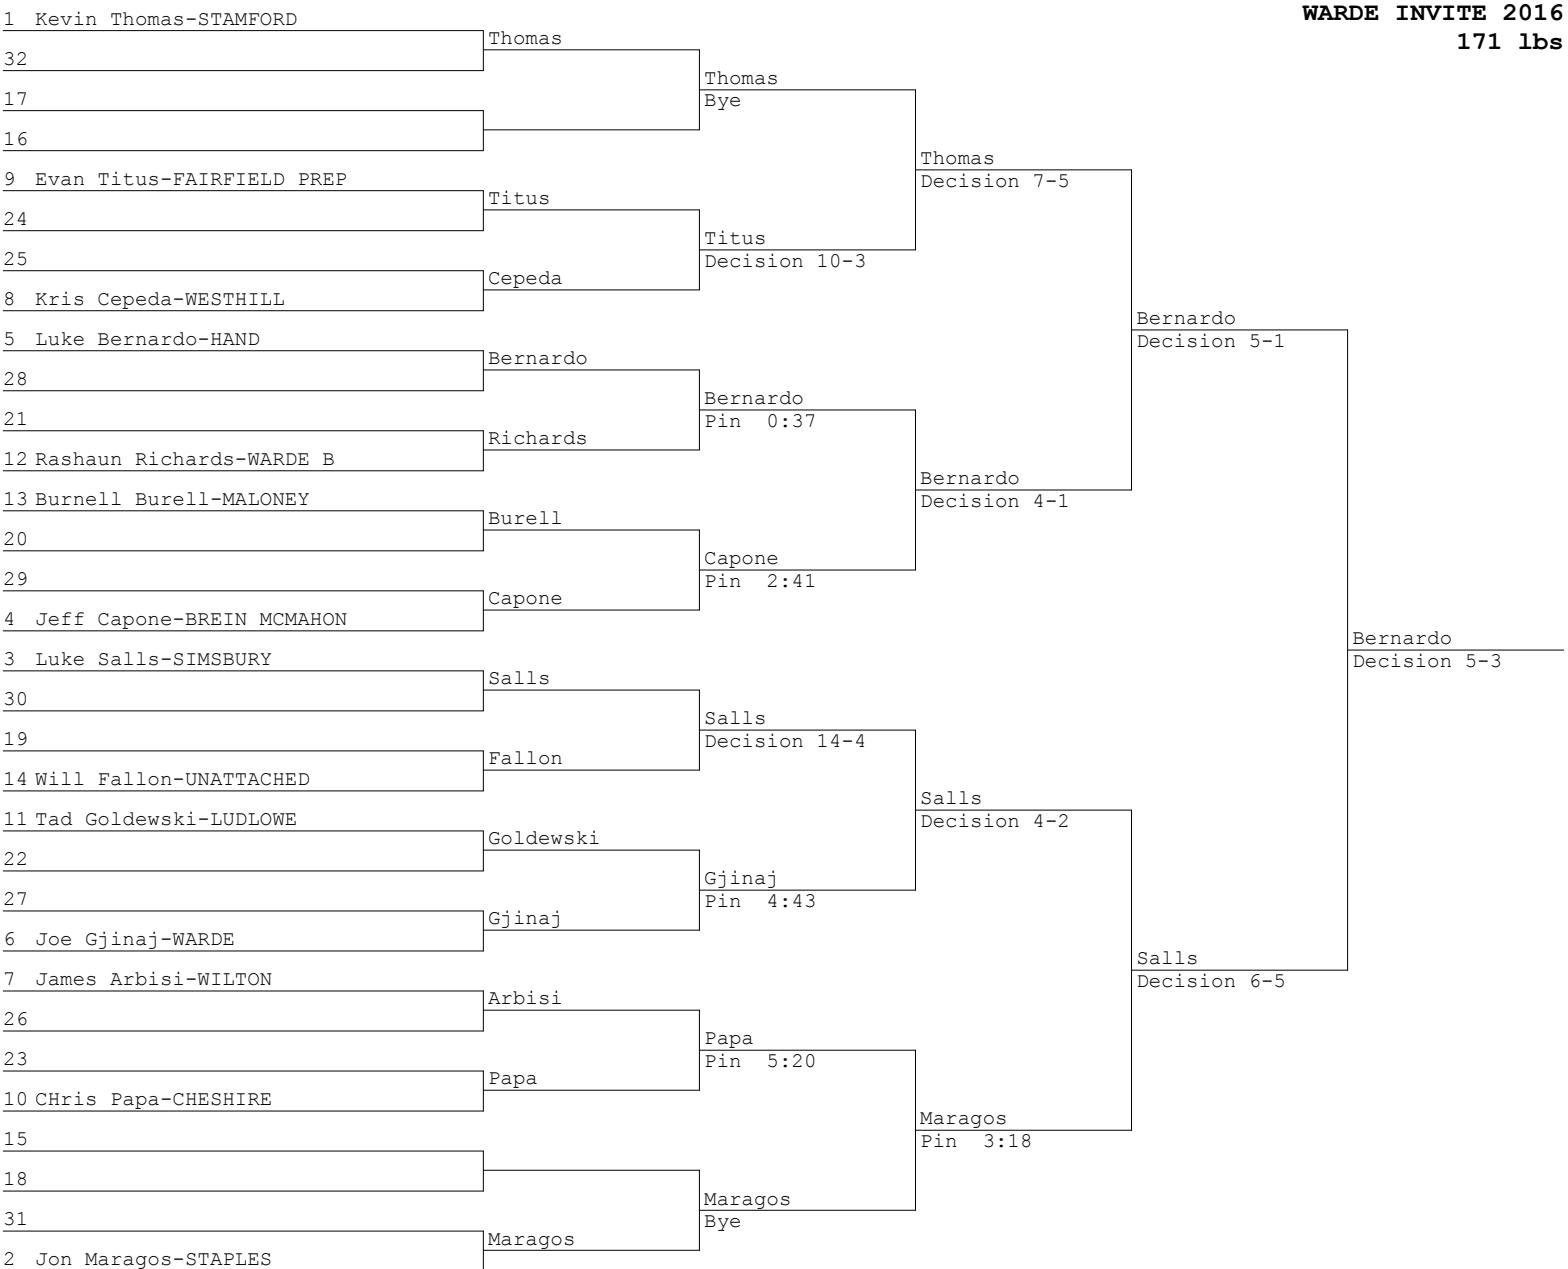 WARDE INVITE 2016
171 lbs
1 Kevin Thomas-STAMFORD
32
17
16
9 Evan Titus-FAIRFIELD PREP
24
25
8 Kris Cepeda-WESTHILL
5 Luke Bernardo-HAND
28
21
12 Rashaun Richards-WARDE B
13 Burnell Burell-MALONEY
20
29
4 Jeff Capone-BREIN MCMAHON
3 Luke Salls-SIMSBURY
30
19
14 Will Fallon-UNATTACHED
11 Tad Goldewski-LUDLOWE
22
27
6 Joe Gjinaj-WARDE
7 James Arbisi-WILTON
26
23
10 CHris Papa-CHESHIRE
15
18
31
2 Jon Maragos-STAPLES
Thomas
Titus
Cepeda
Bernardo
Richards
Burell
Capone
Salls
Fallon
Goldewski
Gjinaj
Arbisi
Papa
Maragos
Thomas
Bye
Titus
Decision 10-3
Bernardo
Pin 0:37
Capone
Pin 2:41
Salls
Decision 14-4
Gjinaj
Pin 4:43
Papa
Pin 5:20
Maragos
Bye
Thomas
Decision 7-5
Bernardo
Decision 4-1
Salls
Decision 4-2
Maragos
Pin 3:18
Bernardo
Decision 5-1
Salls
Decision 6-5
Bernardo
Decision 5-3